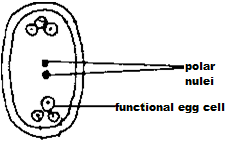 polar
nulei
functional egg cell